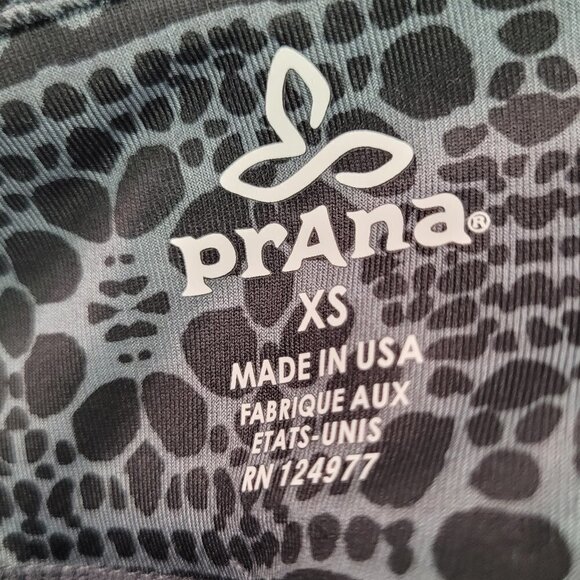 prAna®
XS
MADE IN USA
FABRIQUE AUX
ETATS-UNIS
RN 124977